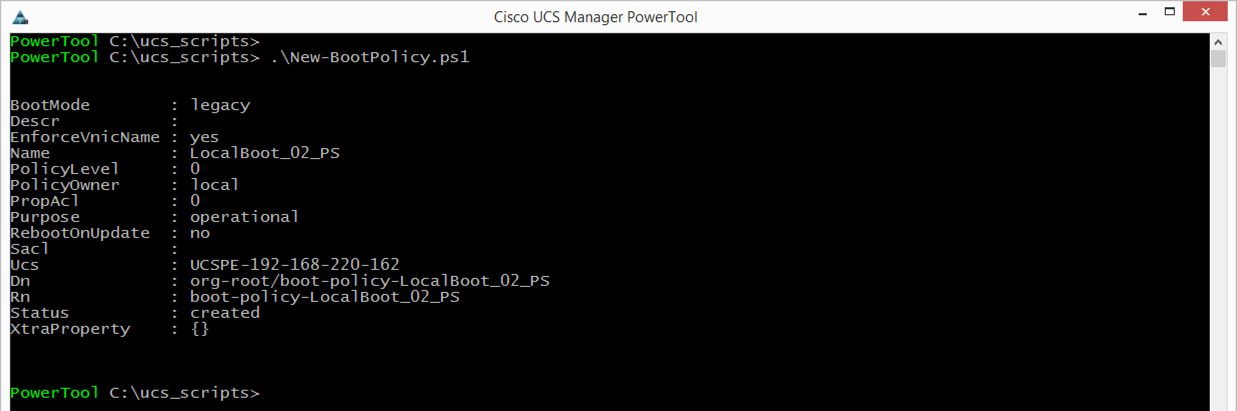 Cisco UCS Manager PowerTool
PowerTool C:\ucs_scripts>
PowerTool C:\ucs_scripts> .\New-BootPolicy.ps1
BootMode : legacy
Descr :
EnforceVnicName : yes
Name : LocalBoot_02_PS
PolicyLevel : 0
PolicyOwner : local
PropAcl : 0
Purpose : operational
RebootOnUpdate : no
Sacl :
Ucs : UCSPE-192-168-220-162
Dn : org-root/boot-policy-LocalBoot_02_PS
Rn : boot-policy-LocalBoot_02_PS
Status : created
XtraProperty : {}
PowerTool C:\ucs_scripts>